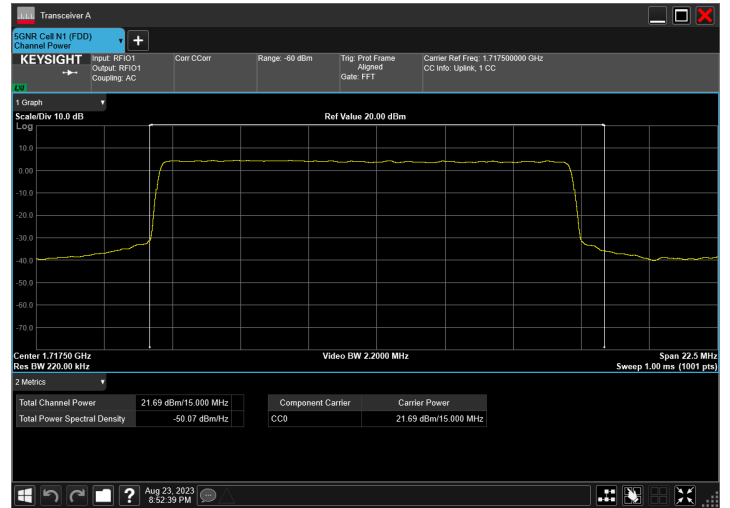 Transceiver A
5GNR Cell N1 (FDD)
Channel Power
KEYSIGHT
Input: RFIO1
Output: RFIO1
Coupling: AC
Corr CCorr
Range: -60 dBm
Trig: Prot Frame
Aligned
Gate: FFT
Carrier Ref Freq: 1.717500000 GHz
CC Info: Uplink, 1 CC
LXI
1 Graph
Scale/Div 10.0 dB
Ref Value 20.00 dBm
Log
10.0
0.00
-10.0
-20.0
-30.0
-40.0
-50.0
-60.0
-70.0
Center 1.71750 GHz
Video BW 2.2000 MHz
Span 22.5 MHz
Res BW 220.00 kHz
Sweep 1.00 ms (1001 pts)
2 Metrics
Total Channel Power 21.69 dBm/15.000 MHz
Total Power Spectral Density -50.07 dBm/Hz
Component Carrier Carrier Power
CC0 21.69 dBm/15.000 MHz
?
Aug 23, 2023
8:52:39 PM